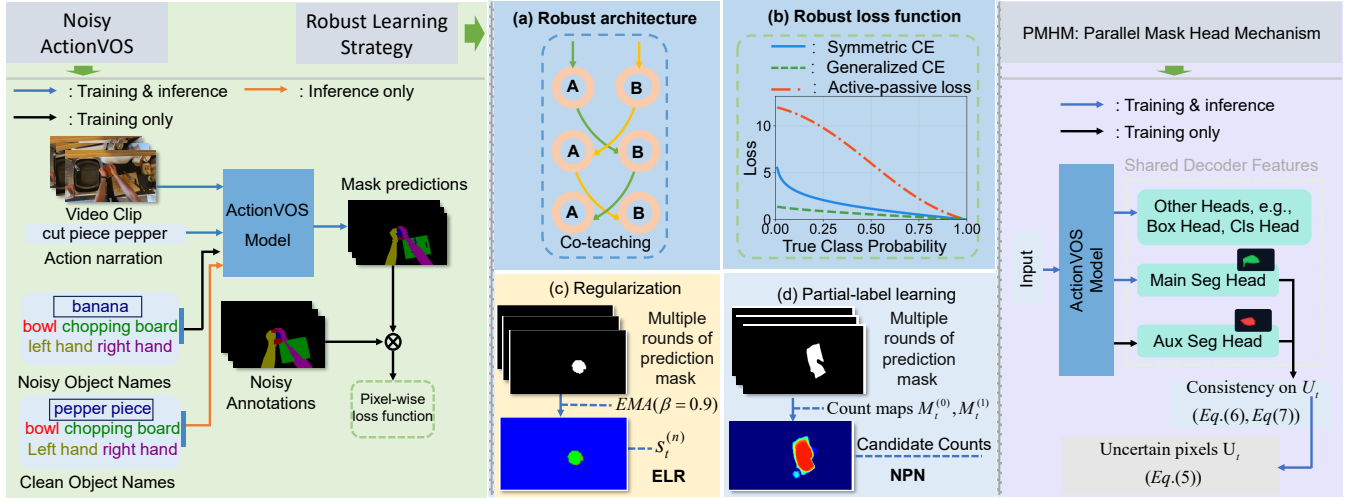 Noisy
ActionVOS
Robust Learning
Strategy
: Training & inference
: Inference only
: Training only
Video Clip
cut piece pepper
Action narration
ActionVOS
Model
Mask predictions
banana
bowl chopping board
left hand right hand
Noisy Object Names
pepper piece
bowl chopping board
Left hand right hand
Clean Object Names
Noisy
Annotations
⊗
Pixel-wise
loss function
(a) Robust architecture
A B
A B
A B
Co-teaching
(b) Robust loss function
: Symmetric CE
: Generalized CE
: Active-passive loss
Loss
10
5
0
0.00 0.25 0.50 0.75 1.00
True Class Probability
(c) Regularization
Multiple
rounds of
prediction
mask
EMA(β = 0.9)
S_t^{(n)}
ELR
(d) Partial-label learning
Multiple
rounds of
prediction
mask
Count maps M_t^{(0)}, M_t^{(1)}
Candidate Counts
NPN
PMHM: Parallel Mask Head Mechanism
: Training & inference
: Training only
Shared Decoder Features
Input
ActionVOS
Model
Other Heads, e.g.,
Box Head, Cls Head
Main Seg Head
Aux Seg Head
Consistency on U_t
(Eq.(6), Eq(7))
Uncertain pixels U_t
(Eq.(5))